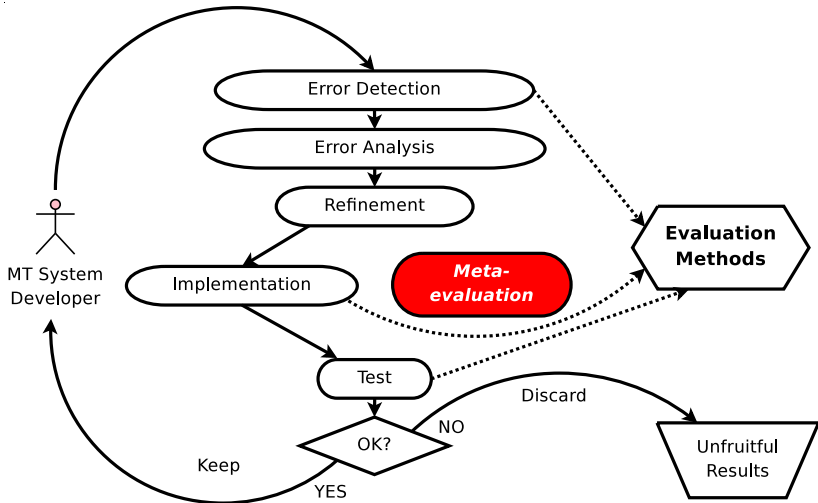 Error Detection
Error Analysis
Refinement
MT System
Developer
Implementation
Meta-
evaluation
Evaluation
Methods
Test
Discard
OK?
NO
Keep
YES
Unfruitful
Results